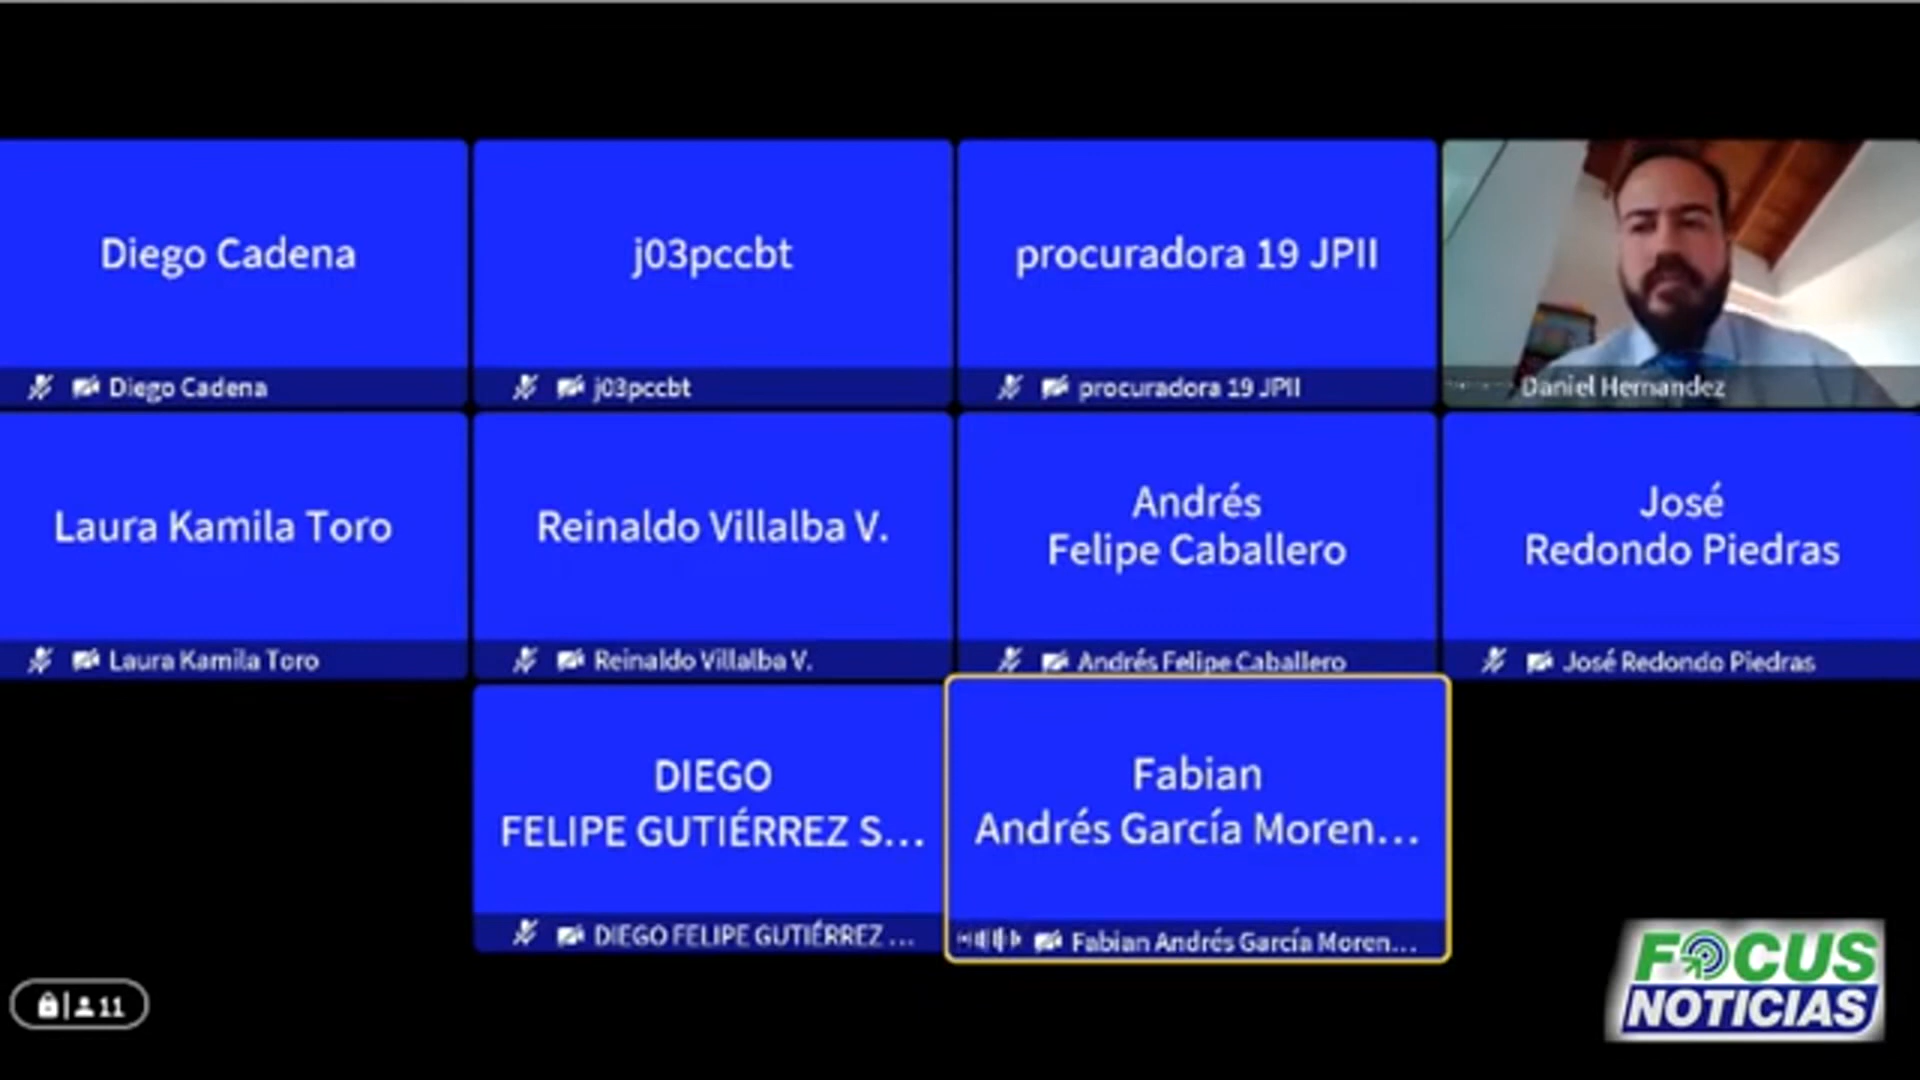 Diego Cadena
Diego Cadena
j03pccbt
j03pccbt
procuradora 19 JPII
procuradora 19 JPII
Daniel Hernandez
Laura Kamila Toro
Laura Kamila Toro
Reinaldo Villalba V.
Reinaldo Villalba V.
Andrés
Felipe Caballero
Andrés Felipe Caballero
José
Redondo Piedras
José Redondo Piedras
DIEGO
FELIPE GUTIÉRREZ S...
DIEGO FELIPE GUTIÉRREZ ...
Fabian
Andrés García Moren...
Fabian Andrés García Moren...
11
FOCUS
NOTICIAS